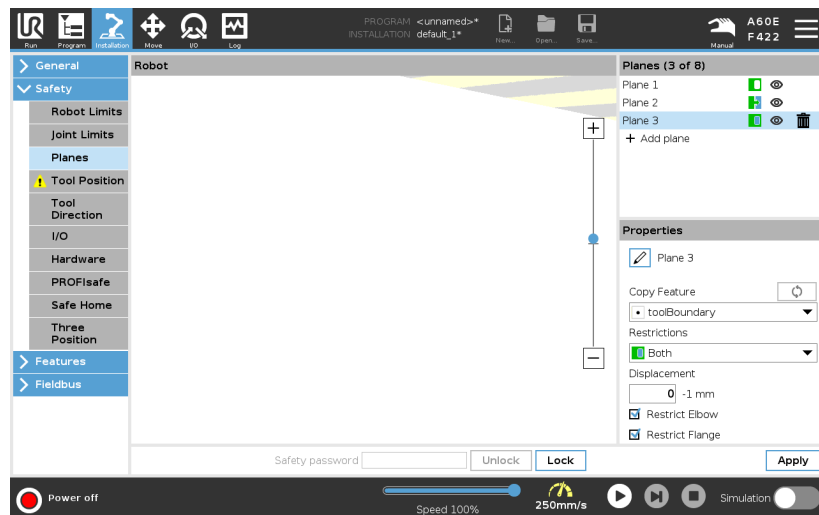 PROGRAM <unnamed>*
INSTALLATION default_1*
Run Program Installation Move I/O Log New... Open... Save... Manual
A60E
F422
General
Safety
Robot Limits
Joint Limits
Planes
Tool Position
Tool
Direction
I/O
Hardware
PROFIsafe
Safe Home
Three
Position
Features
Fieldbus
Robot
Planes (3 of 8)
Plane 1
Plane 2
Plane 3
+ Add plane
Properties
Plane 3
Copy Feature
toolBoundary
Restrictions
Both
Displacement
0 -1 mm
Restrict Elbow
Restrict Flange
Safety password Unlock Lock Apply
Power off
Speed 100%
250mm/s
Simulation